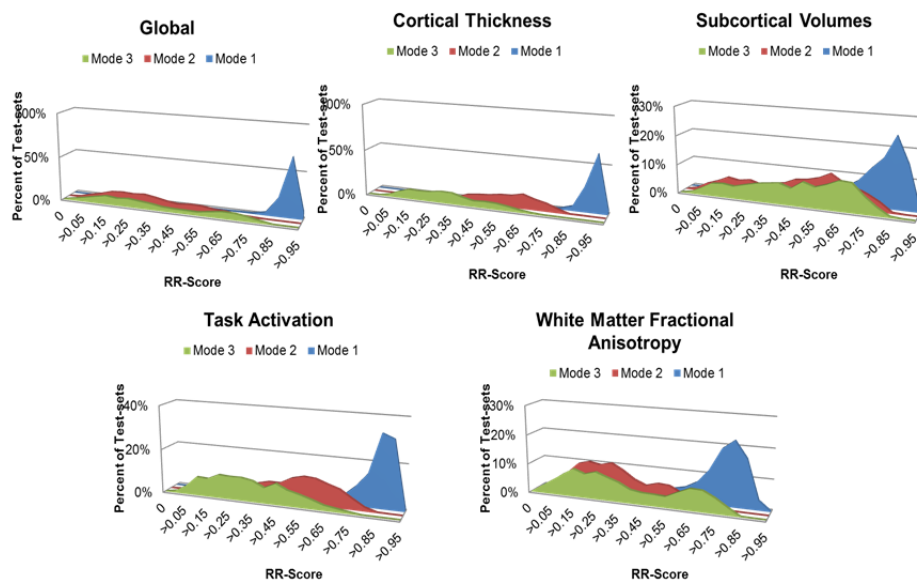 Global
Mode 3 Mode 2 Mode 1
Percent of Test-sets
100%
50%
0%
0 >0.05 >0.15 >0.25 >0.35 >0.45 >0.55 >0.65 >0.75 >0.85 >0.95
RR-Score
Cortical Thickness
Mode 3 Mode 2 Mode 1
Percent of Test-sets
100%
50%
0%
0 >0.05 >0.15 >0.25 >0.35 >0.45 >0.55 >0.65 >0.75 >0.85 >0.95
RR-Score
Subcortical Volumes
Mode 3 Mode 2 Mode 1
Percent of Test-sets
30%
20%
10%
0%
0 >0.05 >0.15 >0.25 >0.35 >0.45 >0.55 >0.65 >0.75 >0.85 >0.95
RR-Score
Task Activation
Mode 3 Mode 2 Mode 1
Percent of Test-sets
40%
20%
0%
0 >0.05 >0.15 >0.25 >0.35 >0.45 >0.55 >0.65 >0.75 >0.85 >0.95
RR-Score
White Matter Fractional
Anisotropy
Mode 3 Mode 2 Mode 1
Percent of Test-sets
30%
20%
10%
0%
0 >0.05 >0.15 >0.25 >0.35 >0.45 >0.55 >0.65 >0.75 >0.85 >0.95
RR-Score